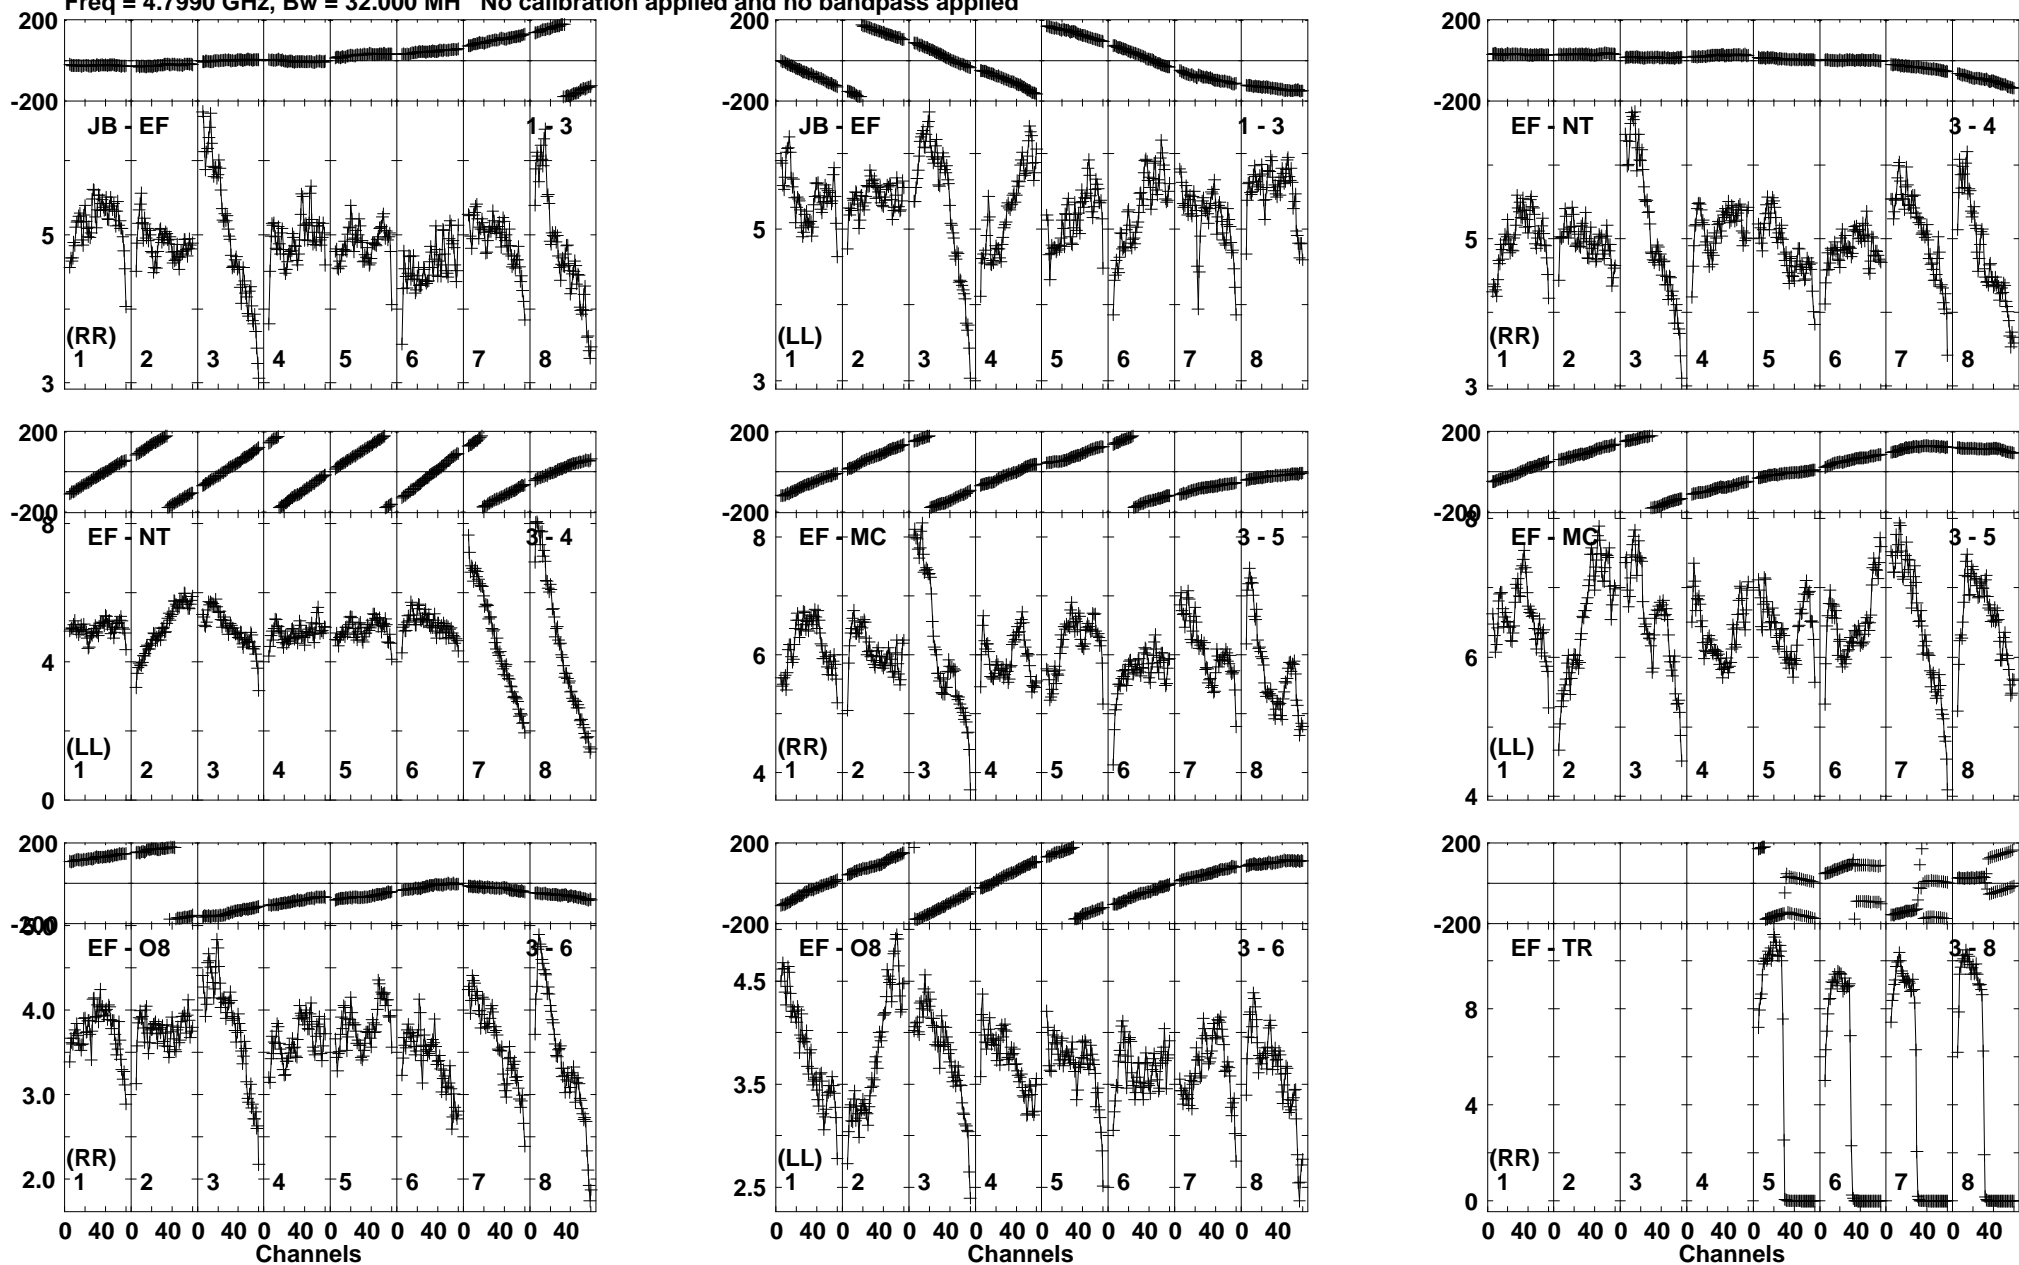 Freq = 4.7990 GHz, Bw = 32.000 MH No calibration applied and no bandpass applied
200 200 200
-200 -200 -200
JB - EF 1 - 3 JB - EF 1 - 3 EF - NT 3 - 4
5 5 5
(RR) (LL) (RR)
1 2 3 4 5 6 7 8 1 2 3 4 5 6 7 8 1 2 3 4 5 6 7 8
3 3 3
200 200 200
-200 -200 -200
8 8 8
EF - NT 3 - 4 EF - MC 3 - 5 EF - MC 3 - 5
4 6 6
(LL) (RR) (LL)
1 2 3 4 5 6 7 8 1 2 3 4 5 6 7 8 1 2 3 4 5 6 7 8
0 4 4
200 200 200
-200 -200 -200
5.0
EF - O8 3 - 6 EF - O8 3 - 6 EF - TR 3 - 8
4.5
4.0 8
3.5
3.0 4
(RR) (LL) (RR)
1 2 3 4 5 6 7 8 1 2 3 4 5 6 7 8 1 2 3 4 5 6 7 8
2.0 2.5 0
0 40 0 40 0 40 0 40 0 40 0 40 0 40 0 40 0 40 0 40 0 40 0 40 0 40 0 40 0 40 0 40 0 40 0 40 0 40 0 40 0 40 0 40 0 40 0 40
Channels Channels Channels